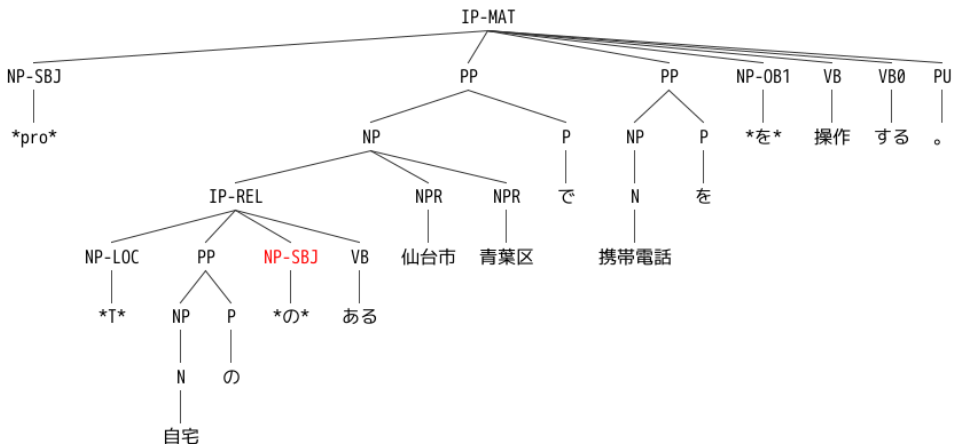 IP-MAT
NP-SBJ PP PP NP-OB1 VB VB0 PU
*pro* NP P NP P *を* 操作 する 。
IP-REL NPR NPR で N を
NP-LOC PP NP-SBJ VB 仙台市 青葉区 携帯電話
*T* NP P *の* ある
N の
自宅